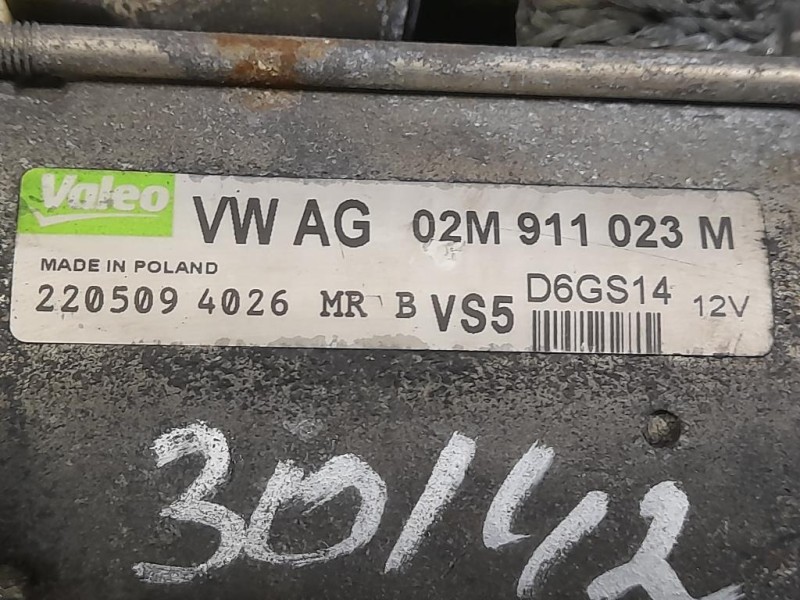 Valeo VW AG 02M 911 023 M
MADE IN POLAND
220509 4026 MR B VS5 D6GS14 12V
30142